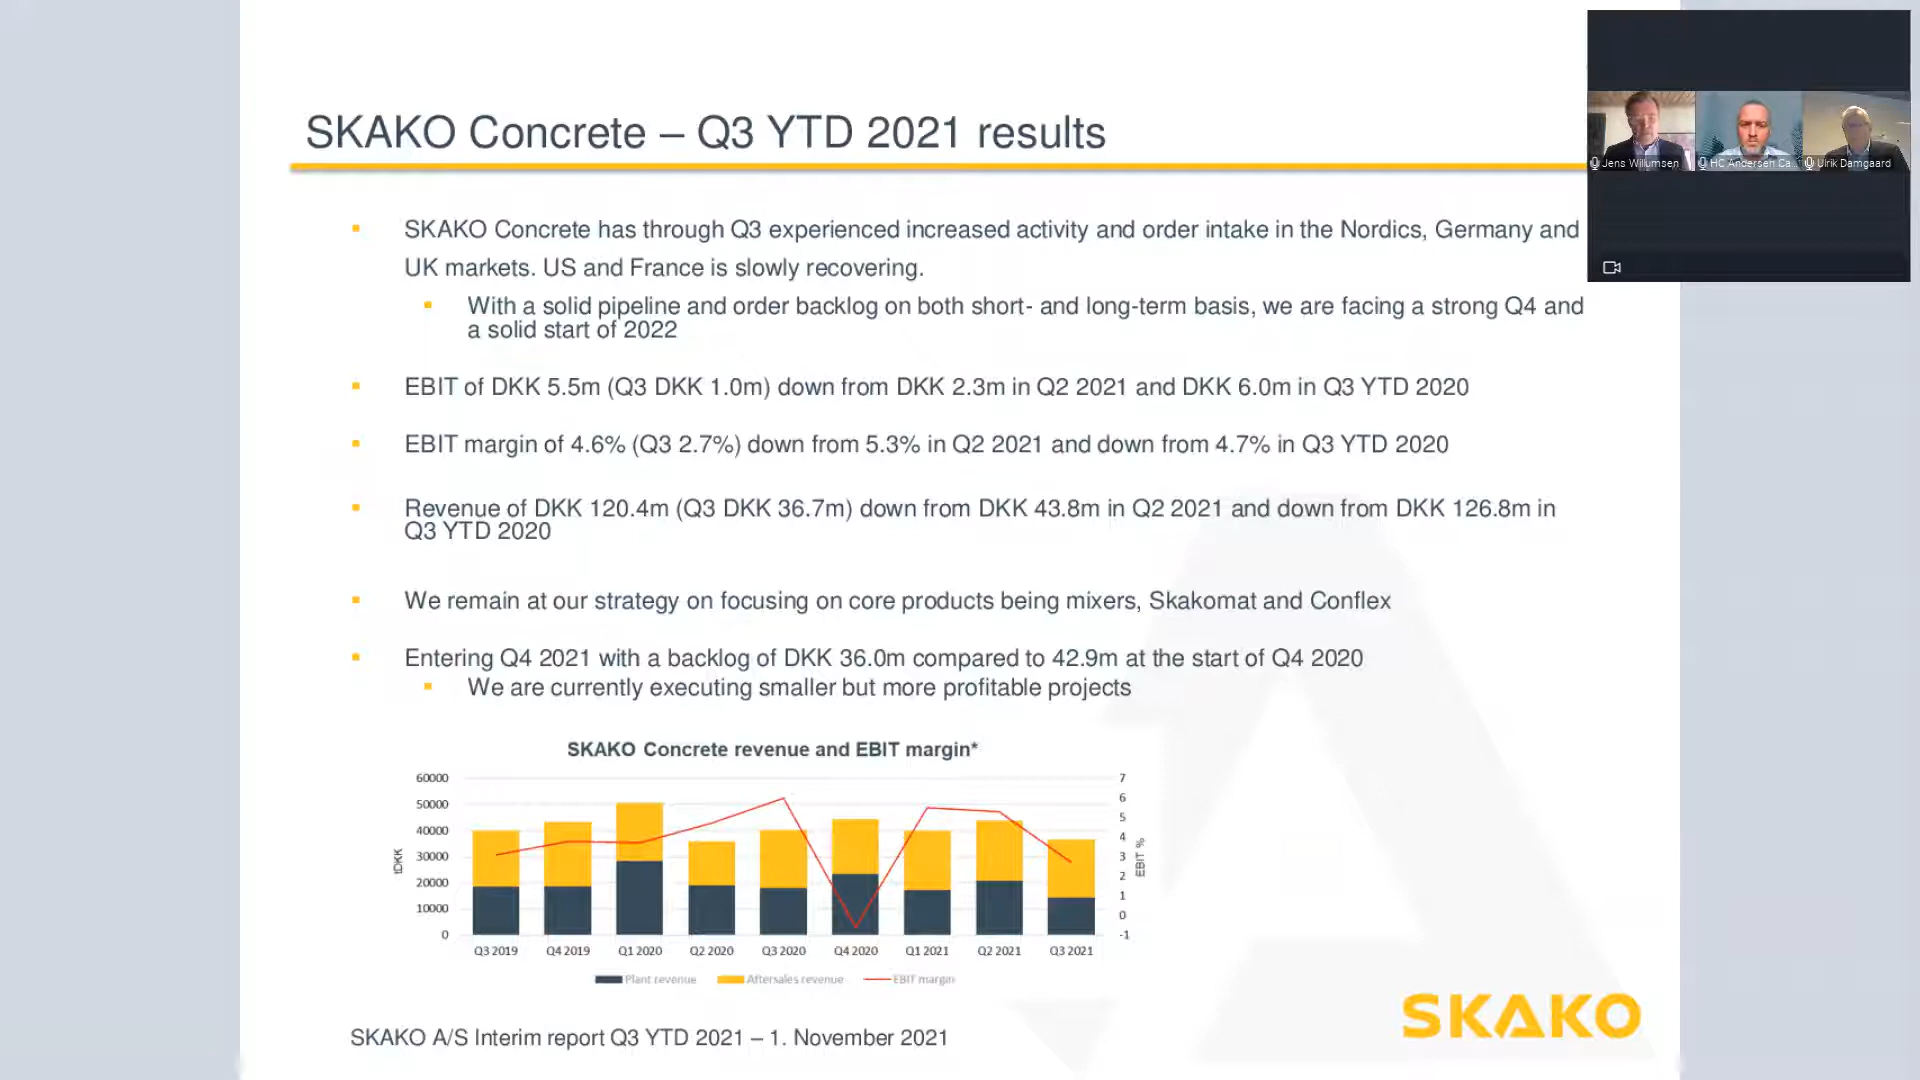 SKAKO Concrete – Q3 YTD 2021 results
Jens Willumsen
HC Andersen Ca...
Ulrik Damgaard
SKAKO Concrete has through Q3 experienced increased activity and order intake in the Nordics, Germany and
UK markets. US and France is slowly recovering.
With a solid pipeline and order backlog on both short- and long-term basis, we are facing a strong Q4 and
a solid start of 2022
EBIT of DKK 5.5m (Q3 DKK 1.0m) down from DKK 2.3m in Q2 2021 and DKK 6.0m in Q3 YTD 2020
EBIT margin of 4.6% (Q3 2.7%) down from 5.3% in Q2 2021 and down from 4.7% in Q3 YTD 2020
Revenue of DKK 120.4m (Q3 DKK 36.7m) down from DKK 43.8m in Q2 2021 and down from DKK 126.8m in
Q3 YTD 2020
We remain at our strategy on focusing on core products being mixers, Skakomat and Conflex
Entering Q4 2021 with a backlog of DKK 36.0m compared to 42.9m at the start of Q4 2020
We are currently executing smaller but more profitable projects
SKAKO Concrete revenue and EBIT margin*
60000
50000
40000
30000
20000
10000
0
tDKK
7
6
5
4
3
2
1
0
-1
EBIT %
Q3 2019 Q4 2019 Q1 2020 Q2 2020 Q3 2020 Q4 2020 Q1 2021 Q2 2021 Q3 2021
Plant revenue Aftersales revenue EBIT margin
SKAKO
SKAKO A/S Interim report Q3 YTD 2021 – 1. November 2021